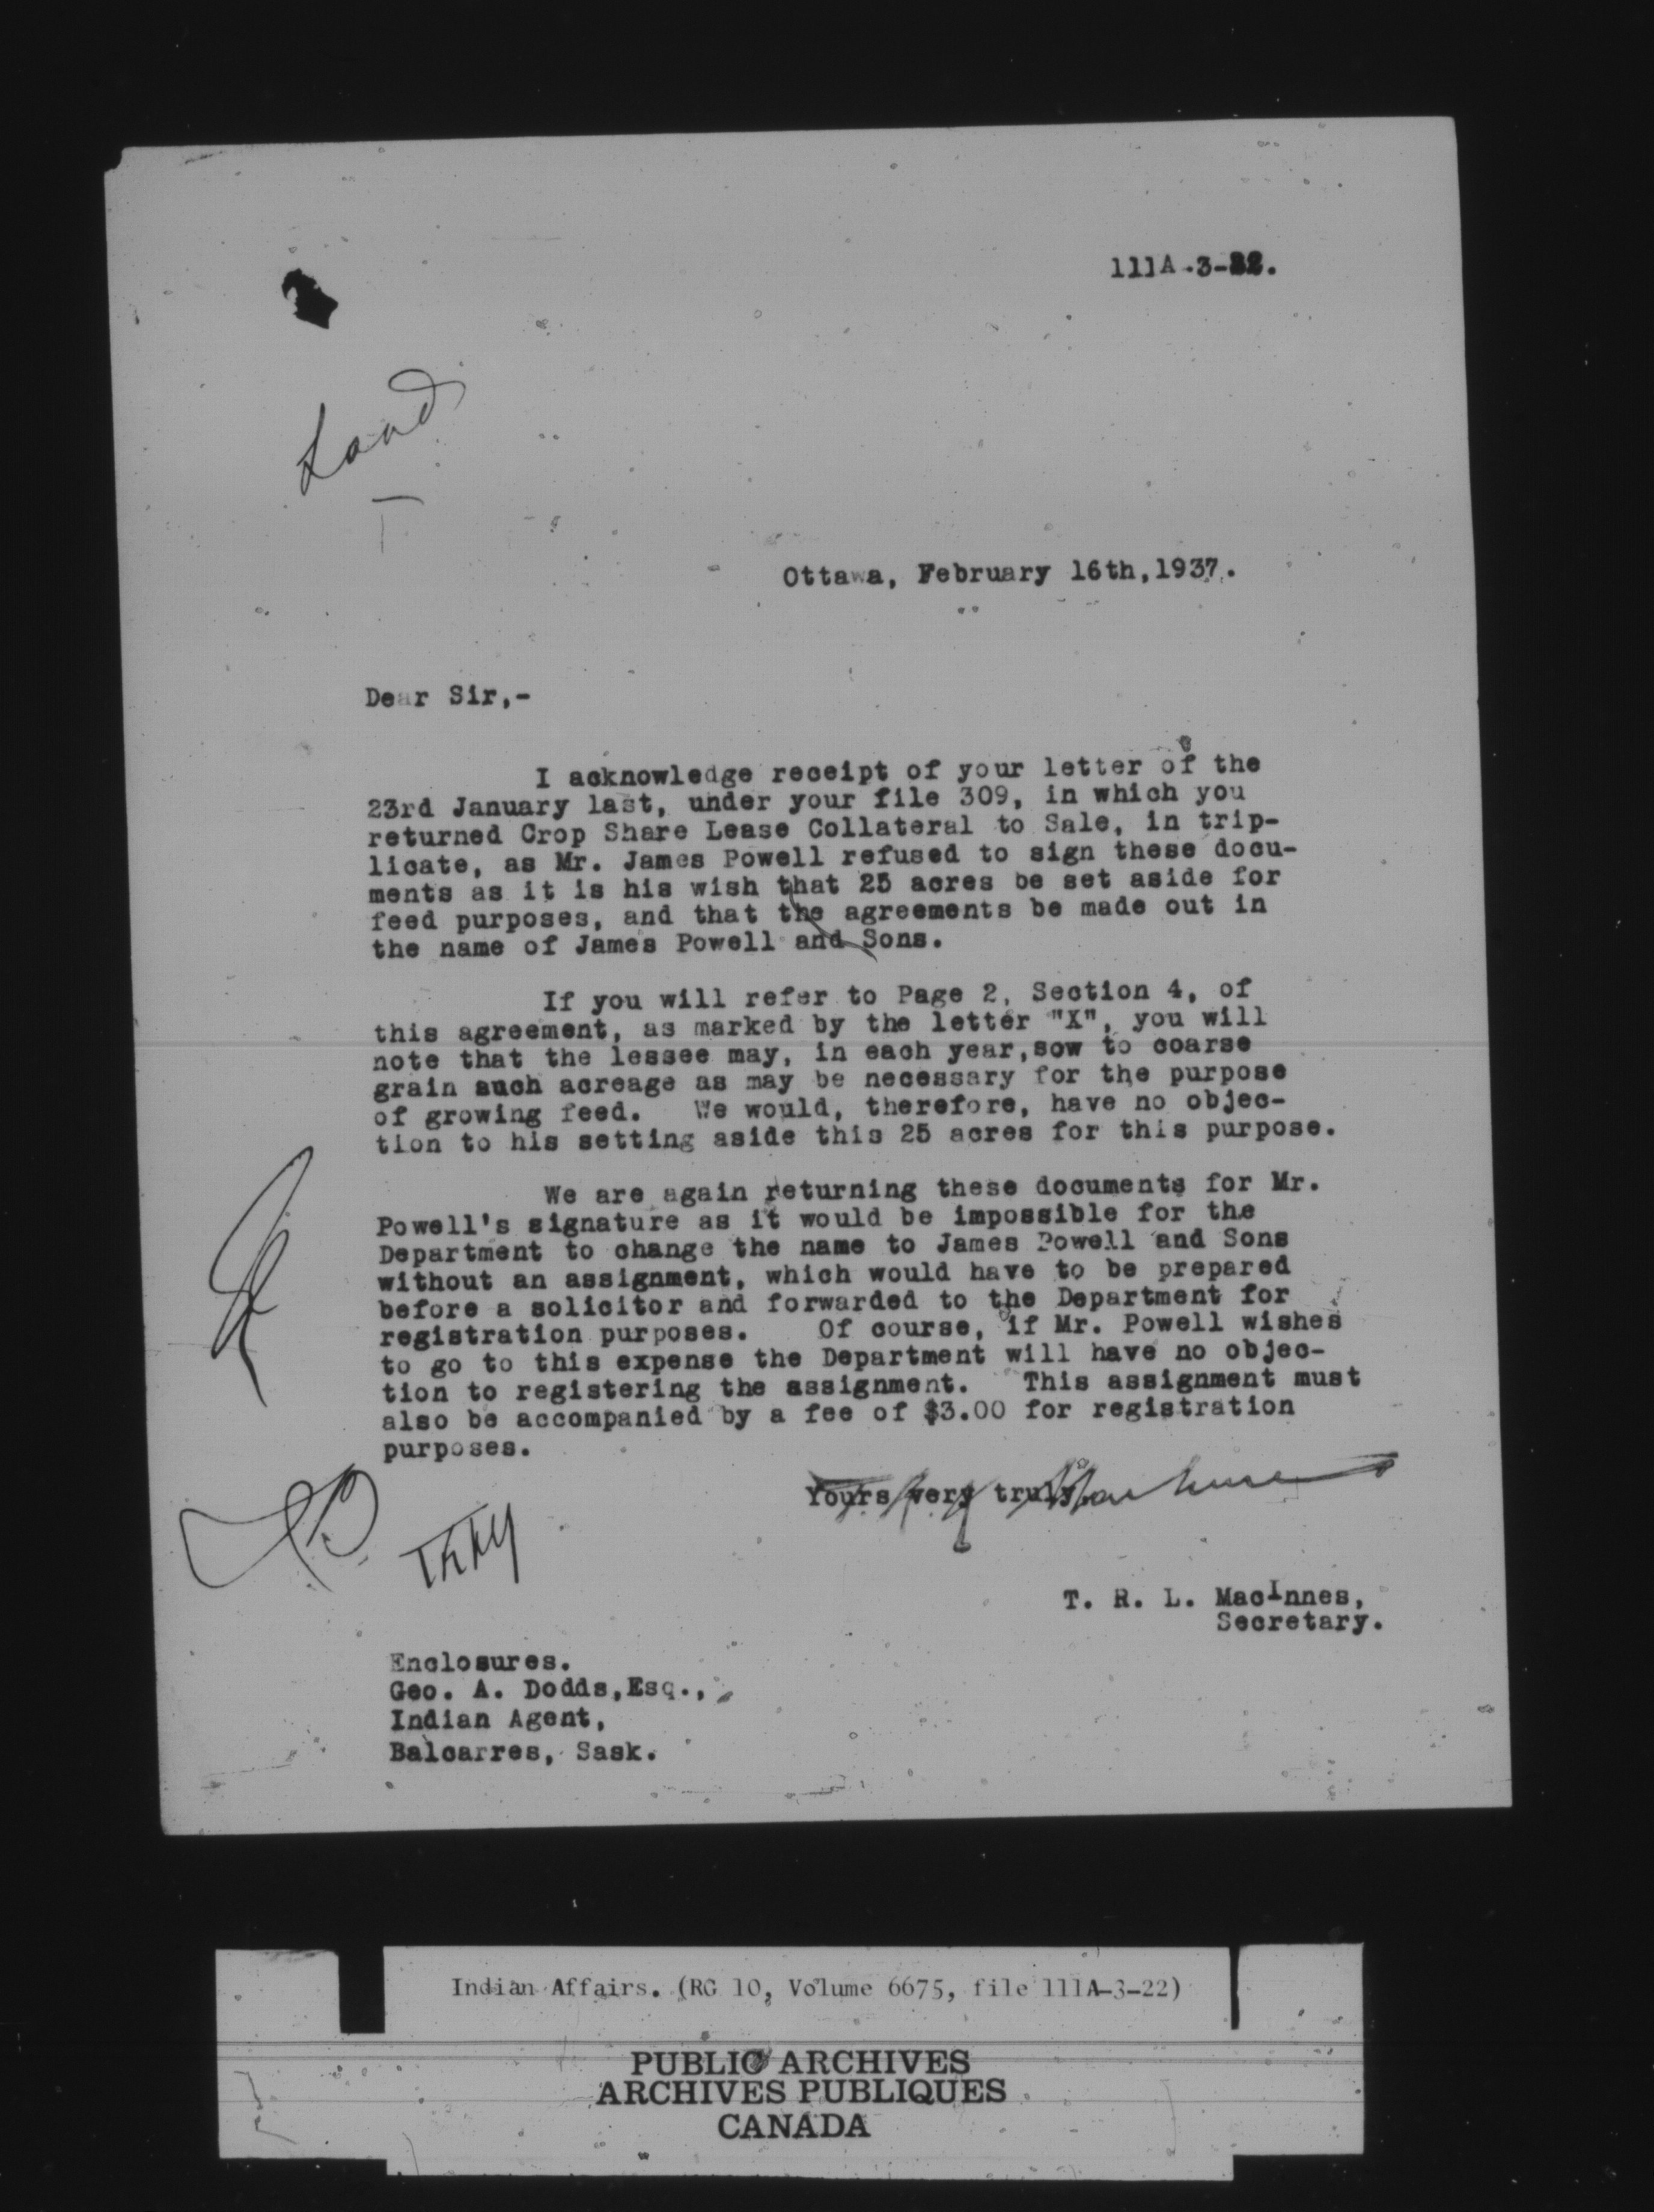 111A-3-22.
Land
Ottawa, February 16th,1937.
Dear Sir,-
I acknowledge receipt of your letter of the
23rd January last, under your file 309, in which you
returned Crop Share Lease Collateral to Sale, in trip-
licate, as Mr. James Powell refused to sign these docu-
ments as it is his wish that 25 acres be set aside for
feed purposes, and that the agreements be made out in
the name of James Powell and Sons.
If you will refer to Page 2, Section 4, of
this agreement, as marked by the letter "X", you will
note that the lessee may, in each year,sow to coarse
grain such acreage as may be necessary for the purpose
of growing feed. We would, therefore, have no objec-
tion to his setting aside this 25 acres for this purpose.
We are again returning these documents for Mr.
Powell's signature as it would be impossible for the
Department to change the name to James Powell and Sons
without an assignment, which would have to be prepared
before a solicitor and forwarded to the Department for
registration purposes. Of course, if Mr. Powell wishes
to go to this expense the Department will have no objec-
tion to registering the assignment. This assignment must
also be accompanied by a fee of $3.00 for registration
purposes.
Yours very truly,
T. R. L. MacInnes,
Secretary.
Enclosures.
Geo. A. Dodds,Esq.,
Indian Agent,
Balcarres, Sask.
Indian Affairs. (RG 10, Volume 6675, file 111A-3-22)
PUBLIC ARCHIVES
ARCHIVES PUBLIQUES
CANADA